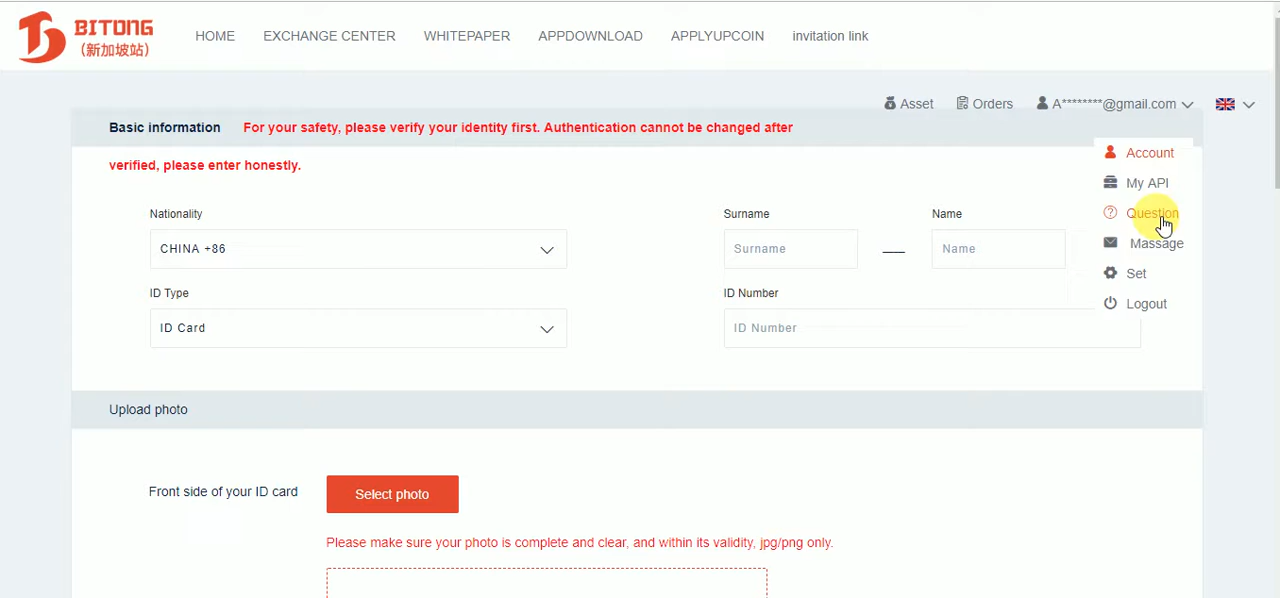 BITONG
(新加坡站)
HOME EXCHANGE CENTER WHITEPAPER APPDOWNLOAD APPLYUPCOIN invitation link
Asset Orders A********@gmail.com
Basic information For your safety, please verify your identity first. Authentication cannot be changed after
verified, please enter honestly.
Account
My API
Question
Massage
Set
Logout
Nationality Surname Name
CHINA +86 Surname Name
ID Type ID Number
ID Card ID Number
Upload photo
Front side of your ID card Select photo
Please make sure your photo is complete and clear, and within its validity, jpg/png only.